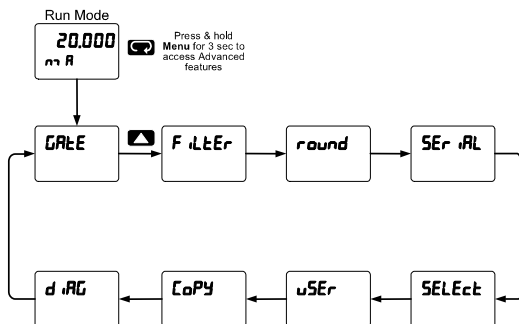 Run Mode
20.000
mA
Press & hold
Menu for 3 sec to
access Advanced
features
GAtE
FiLtEr
round
SEriAL
diAG
CoPY
uSEr
SELECt